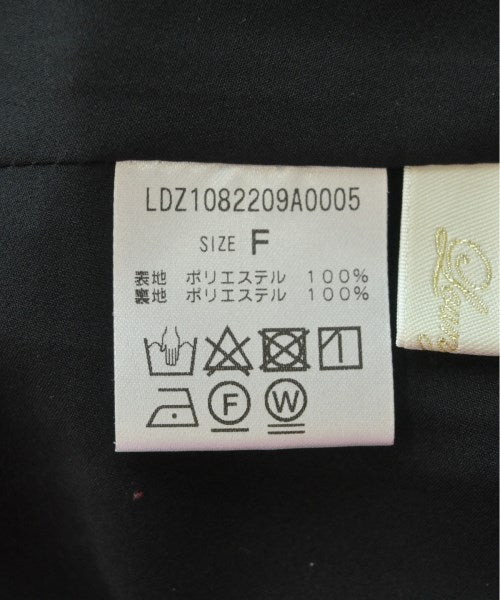 LDZ1082209A0005
SIZE F
表地 ポリエステル 100%
裏地 ポリエステル 100%
F
W